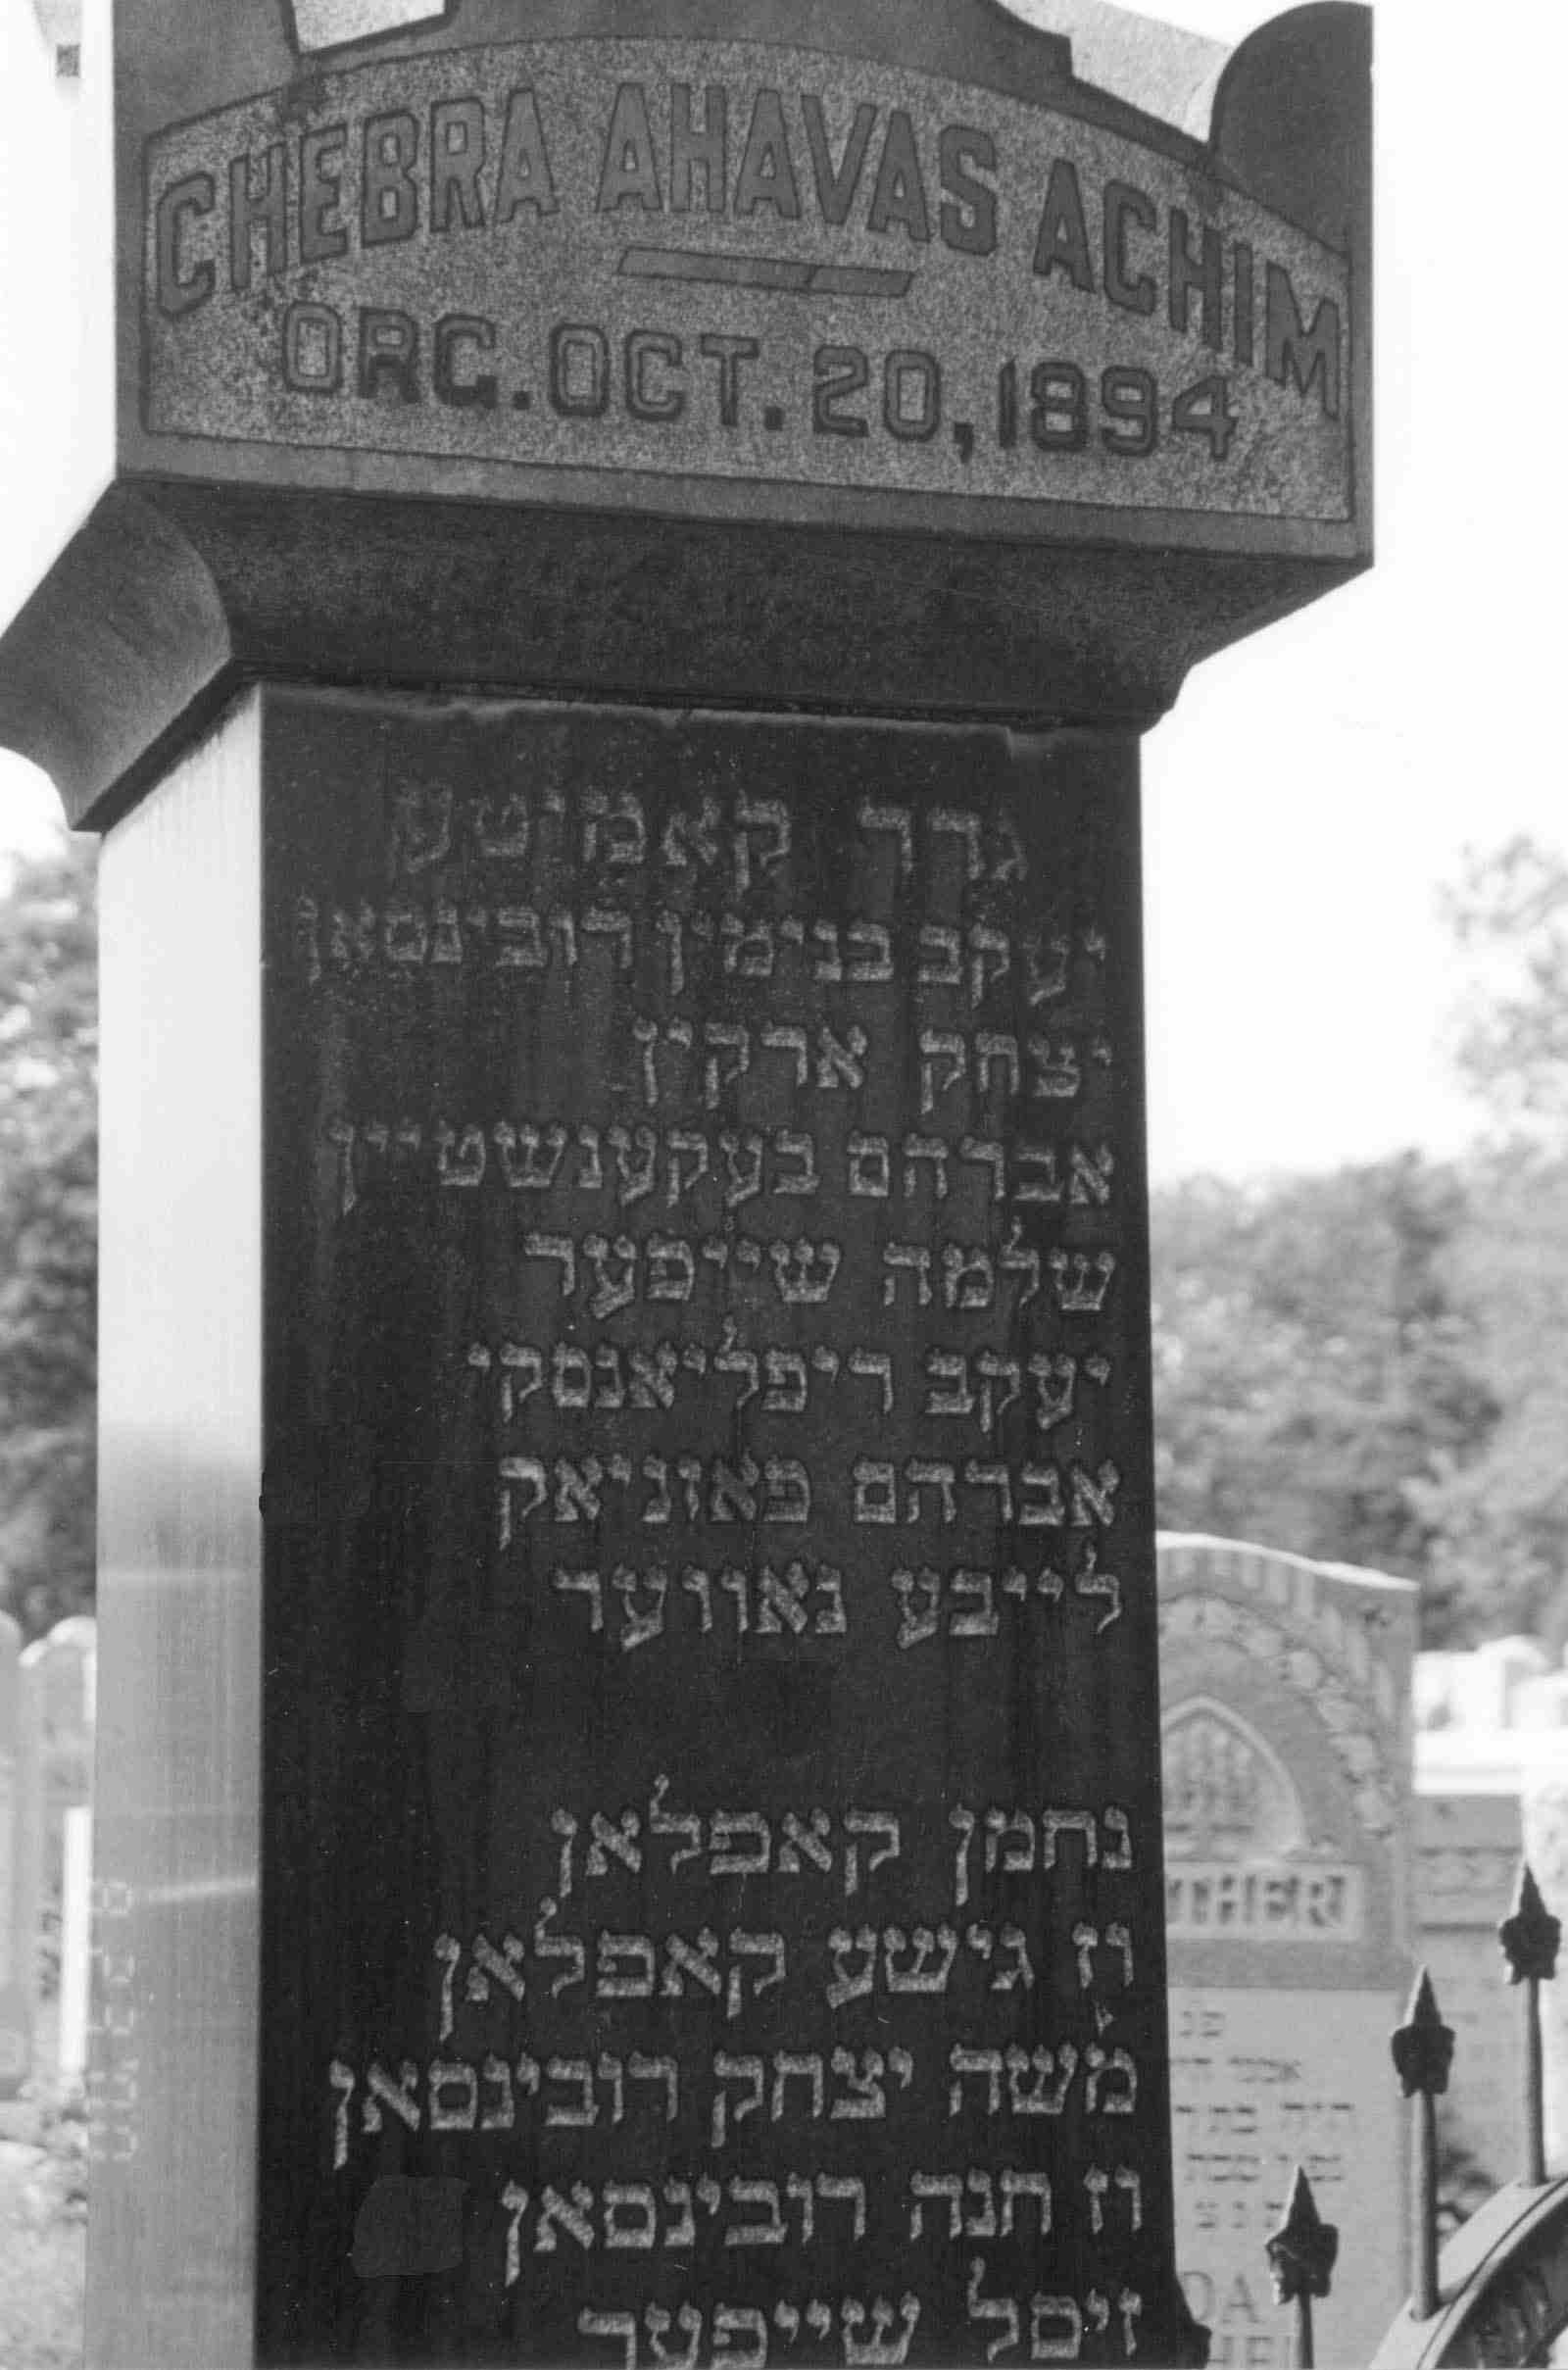 CHEBRA AHAVAS ACHIM
ORG. OCT. 20, 1894
גדר קאמיטע
יעקב בנימין רובינסאן
יצחק ארקין
אברהם בעקענשטיין
שלמה שייפער
יעקב ריפליאנסקי
אברהם פאזניאק
לייבע נאוועד
נחמן קאפלאן
וז גישע קאפלאן
משה יצחק רובינסאן
וז חנה רובינסאן
זיסל שייפער